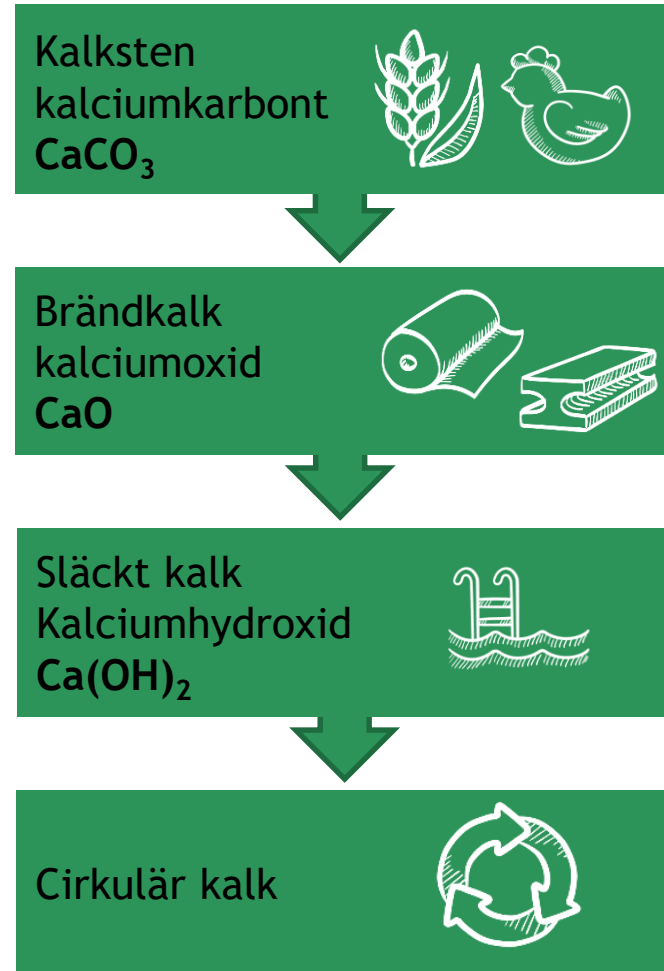 Kalksten
kalciumkarbont
CaCO₃
Brändkalk
kalciumoxid
CaO
Släckt kalk
Kalciumhydroxid
Ca(OH)₂
Cirkulär kalk